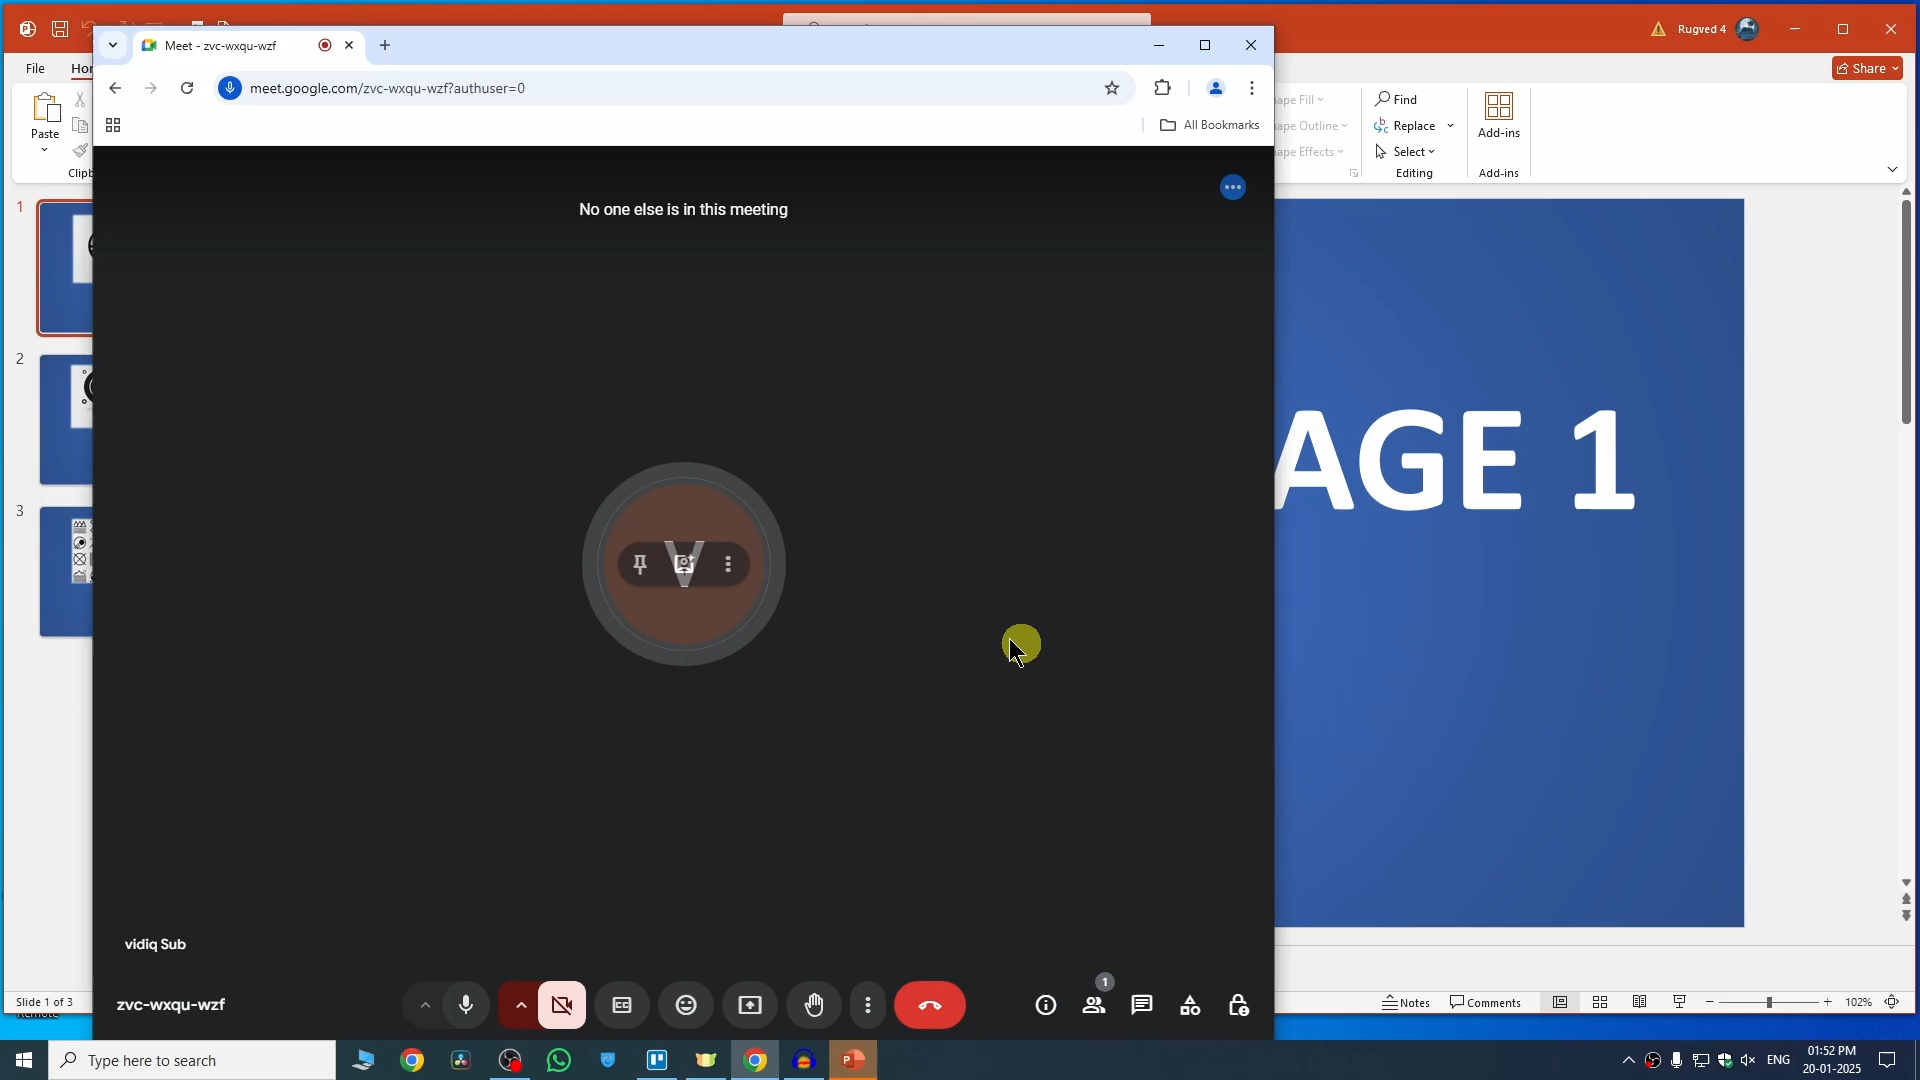 Rugved 4
Meet - zvc-wxqu-wzf
File
Share
meet.google.com/zvc-wxqu-wzf?authuser=0
Find
Paste
Replace
Add-ins
All Bookmarks
Select
Editing
Add-ins
No one else is in this meeting
1
2
3
V
AGE 1
vidiq Sub
1
zvc-wxqu-wzf
Slide 1 of 3
Notes
Comments
102%
Type here to search
ENG
01:52 PM
20-01-2025